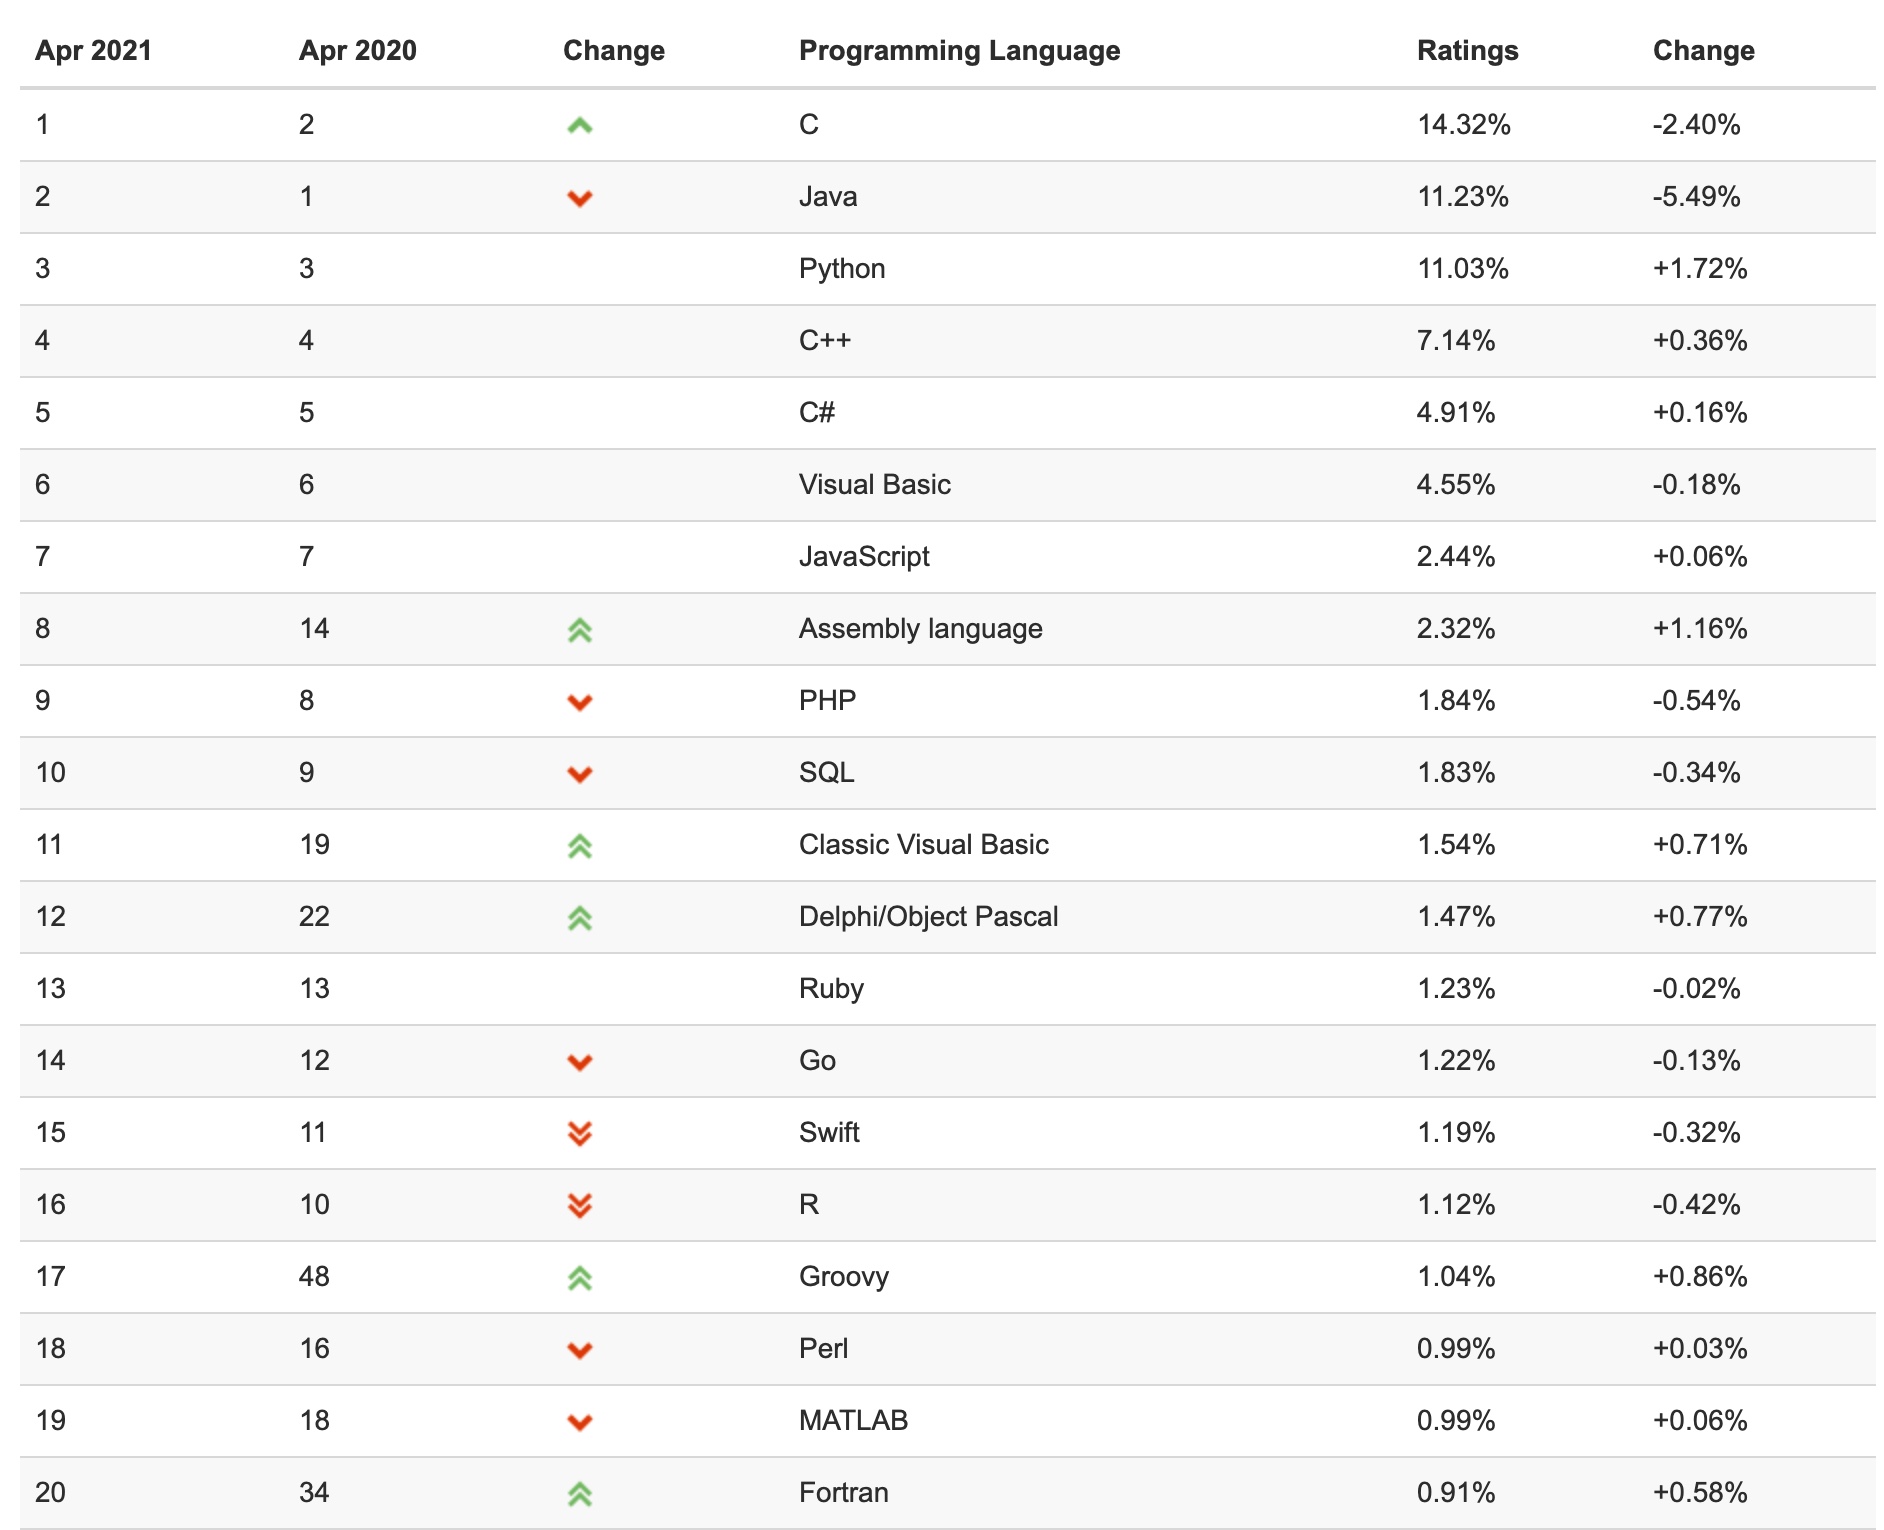 Apr 2021 Apr 2020 Change Programming Language Ratings Change
1 2 C 14.32% -2.40%
2 1 Java 11.23% -5.49%
3 3 Python 11.03% +1.72%
4 4 C++ 7.14% +0.36%
5 5 C# 4.91% +0.16%
6 6 Visual Basic 4.55% -0.18%
7 7 JavaScript 2.44% +0.06%
8 14 Assembly language 2.32% +1.16%
9 8 PHP 1.84% -0.54%
10 9 SQL 1.83% -0.34%
11 19 Classic Visual Basic 1.54% +0.71%
12 22 Delphi/Object Pascal 1.47% +0.77%
13 13 Ruby 1.23% -0.02%
14 12 Go 1.22% -0.13%
15 11 Swift 1.19% -0.32%
16 10 R 1.12% -0.42%
17 48 Groovy 1.04% +0.86%
18 16 Perl 0.99% +0.03%
19 18 MATLAB 0.99% +0.06%
20 34 Fortran 0.91% +0.58%